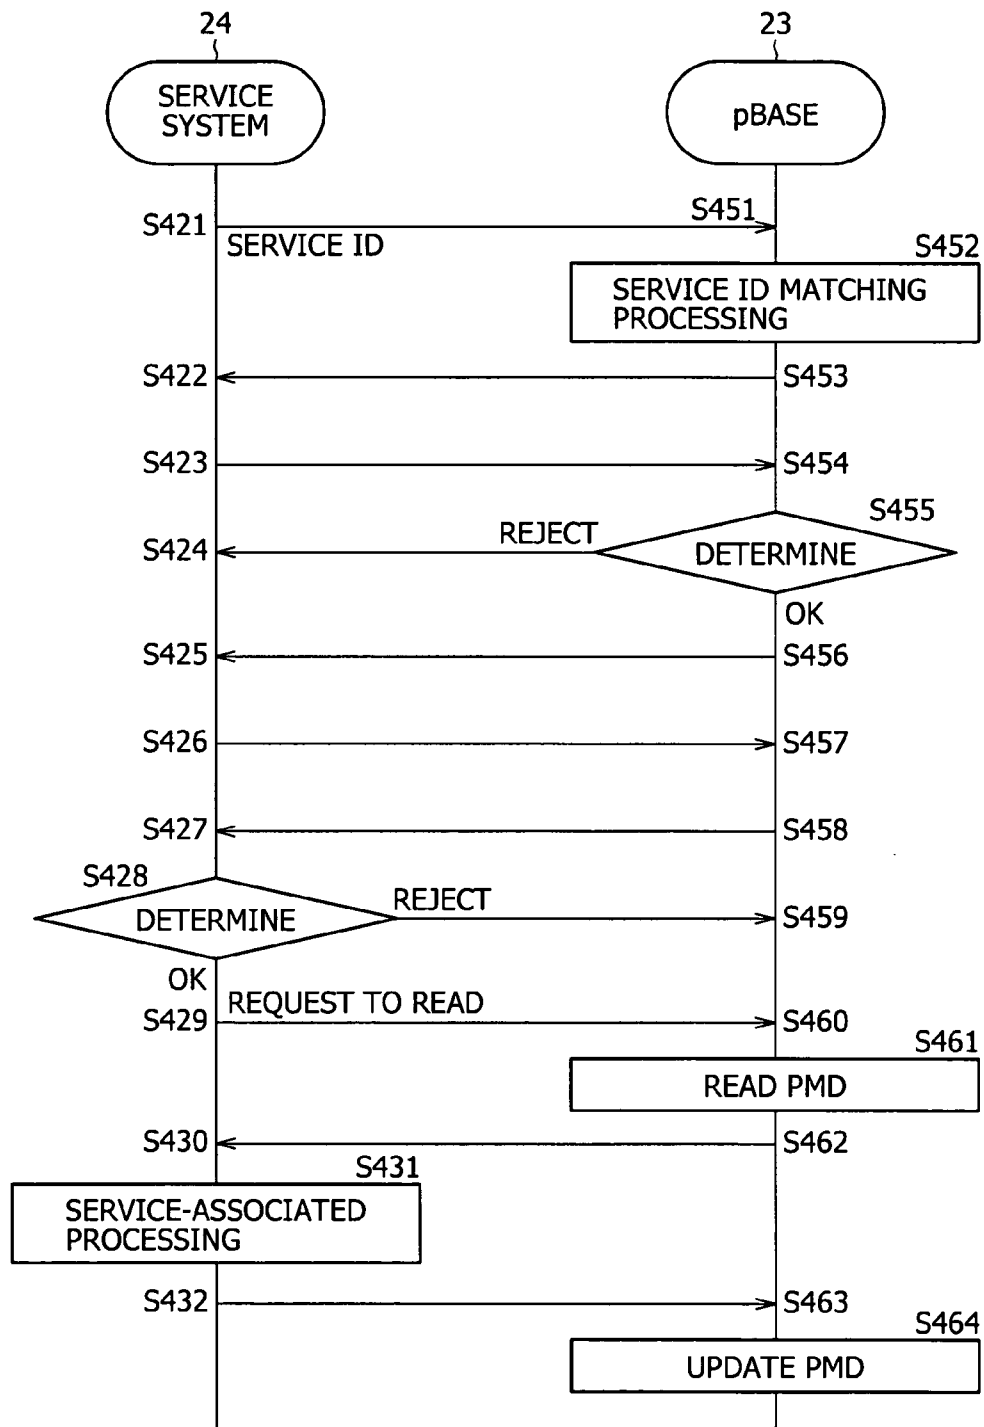 24
23
SERVICE
SYSTEM
pBASE
S421
S451
SERVICE ID
S452
SERVICE ID MATCHING
PROCESSING
S422
S453
S423
S454
S455
S424
REJECT
DETERMINE
OK
S425
S456
S426
S457
S427
S458
S428
DETERMINE
REJECT
S459
OK
S429
REQUEST TO READ
S460
S461
READ PMD
S430
S462
S431
SERVICE-ASSOCIATED
PROCESSING
S432
S463
S464
UPDATE PMD